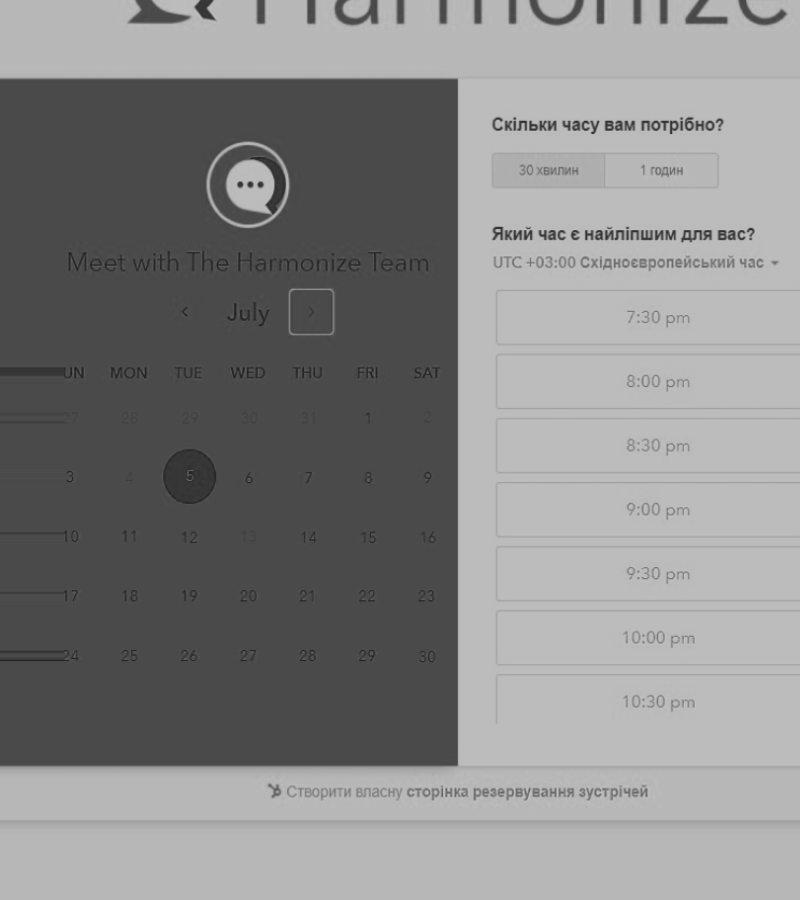 Harmonize
Meet with The Harmonize Team
July
UN MON TUE WED THU FRI SAT
27 28 29 30 31 1 2
3 4 5 6 7 8 9
10 11 12 13 14 15 16
17 18 19 20 21 22 23
24 25 26 27 28 29 30
Скільки часу вам потрібно?
30 хвилин 1 годин
Який час є найліпшим для вас?
UTC +03:00 Східноєвропейський час
7:30 pm
8:00 pm
8:30 pm
9:00 pm
9:30 pm
10:00 pm
10:30 pm
Створити власну сторінка резервування зустрічей